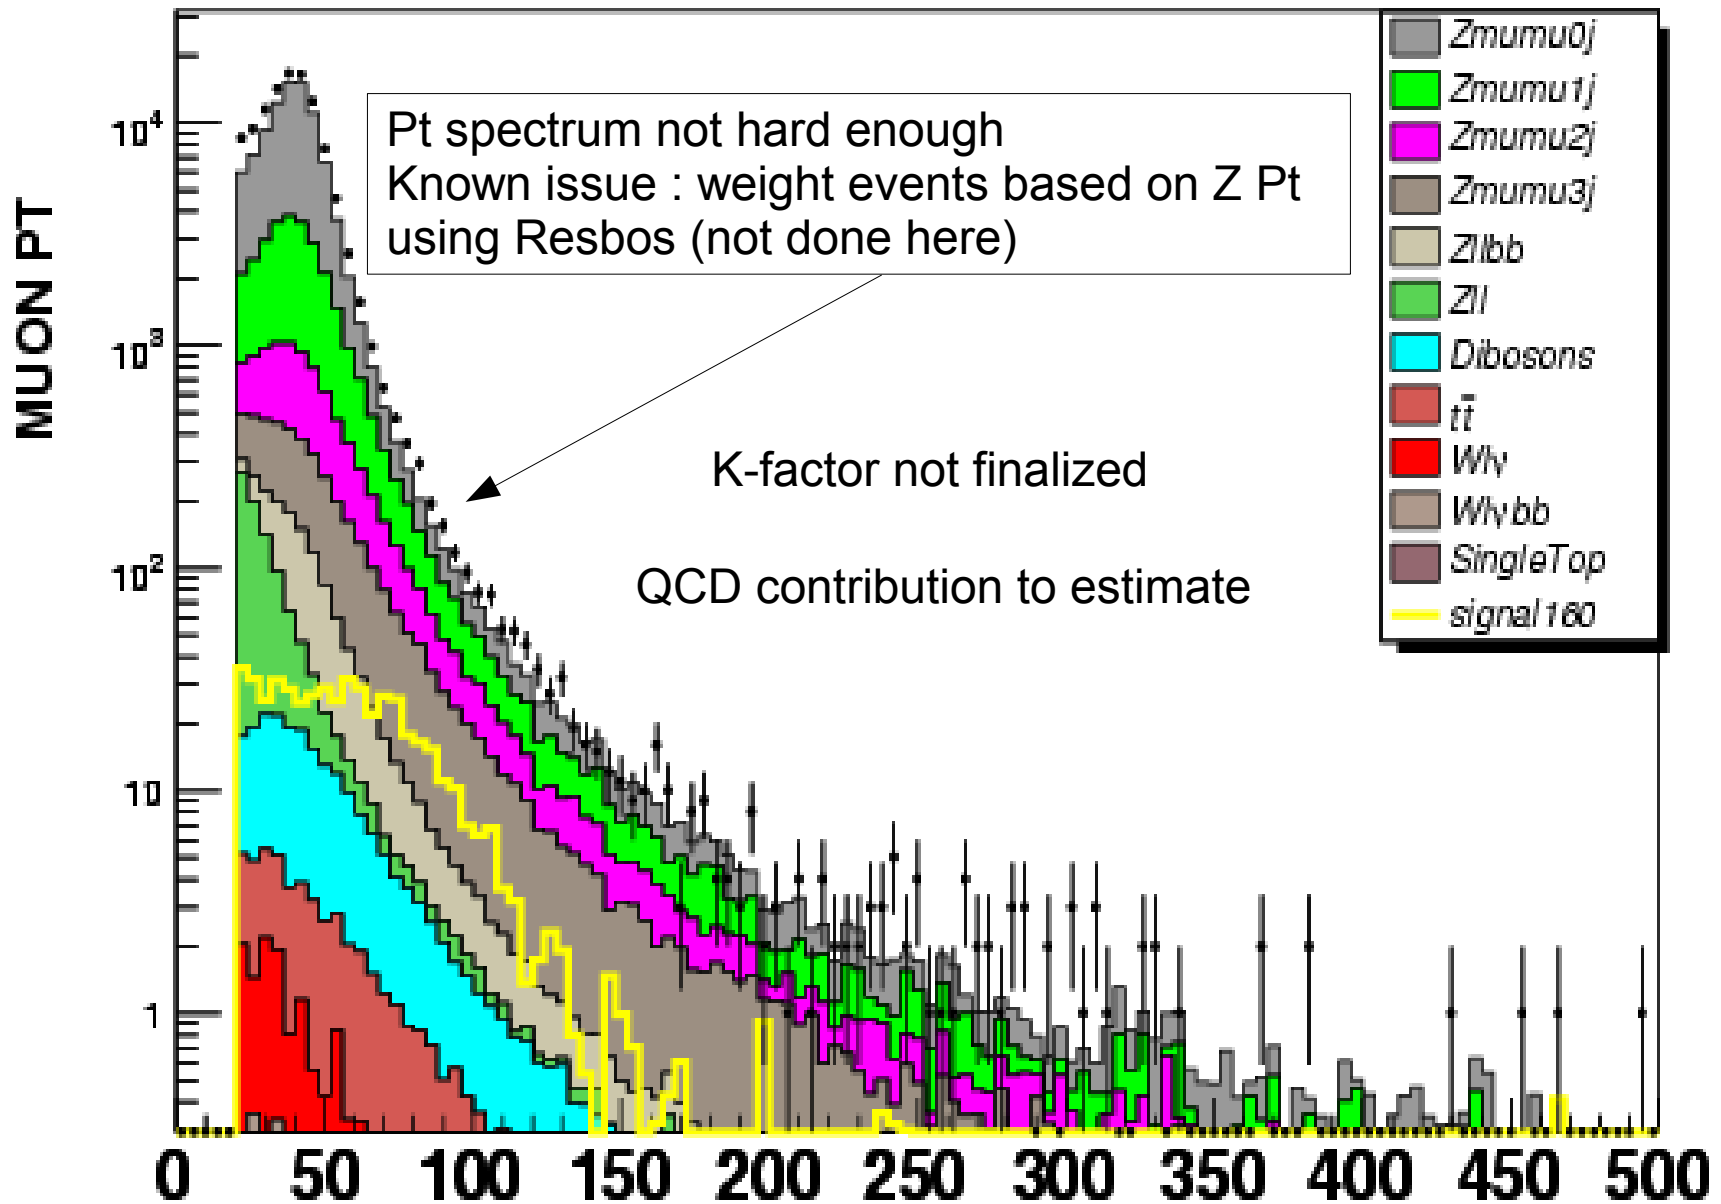 MUON PT
10⁴
10³
10²
10
1
Pt spectrum not hard enough
Known issue : weight events based on Z Pt
using Resbos (not done here)
K-factor not finalized
QCD contribution to estimate
Zmumu0j
Zmumu1j
Zmumu2j
Zmumu3j
Zllbb
Zll
Dibosons
tt̄
Wlν
Wlνbb
SingleTop
signal160
0 50 100 150 200 250 300 350 400 450 500